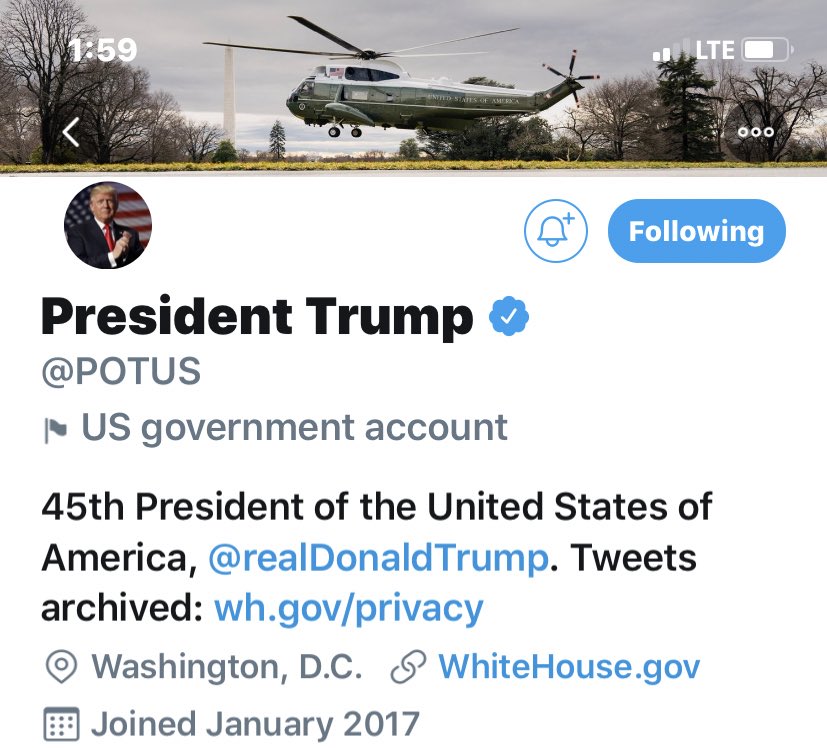 1:59
LTE
UNITED STATES OF AMERICA
Following
President Trump
@POTUS
US government account
45th President of the United States of
America, @realDonaldTrump. Tweets
archived: wh.gov/privacy
Washington, D.C. WhiteHouse.gov
Joined January 2017